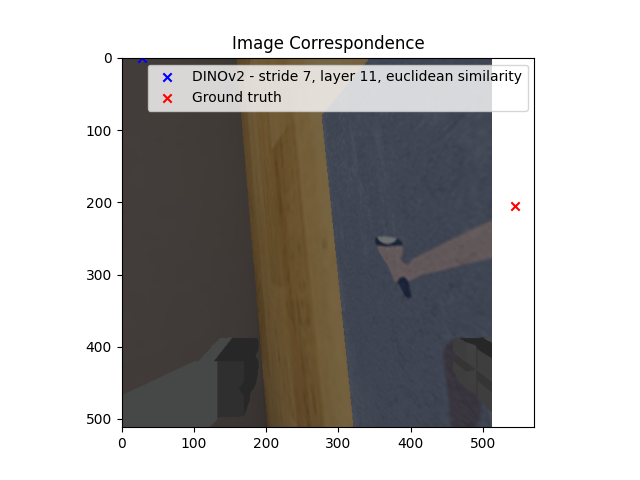 Image Correspondence
DINOv2 - stride 7, layer 11, euclidean similarity
Ground truth
0
100
200
300
400
500
0 100 200 300 400 500